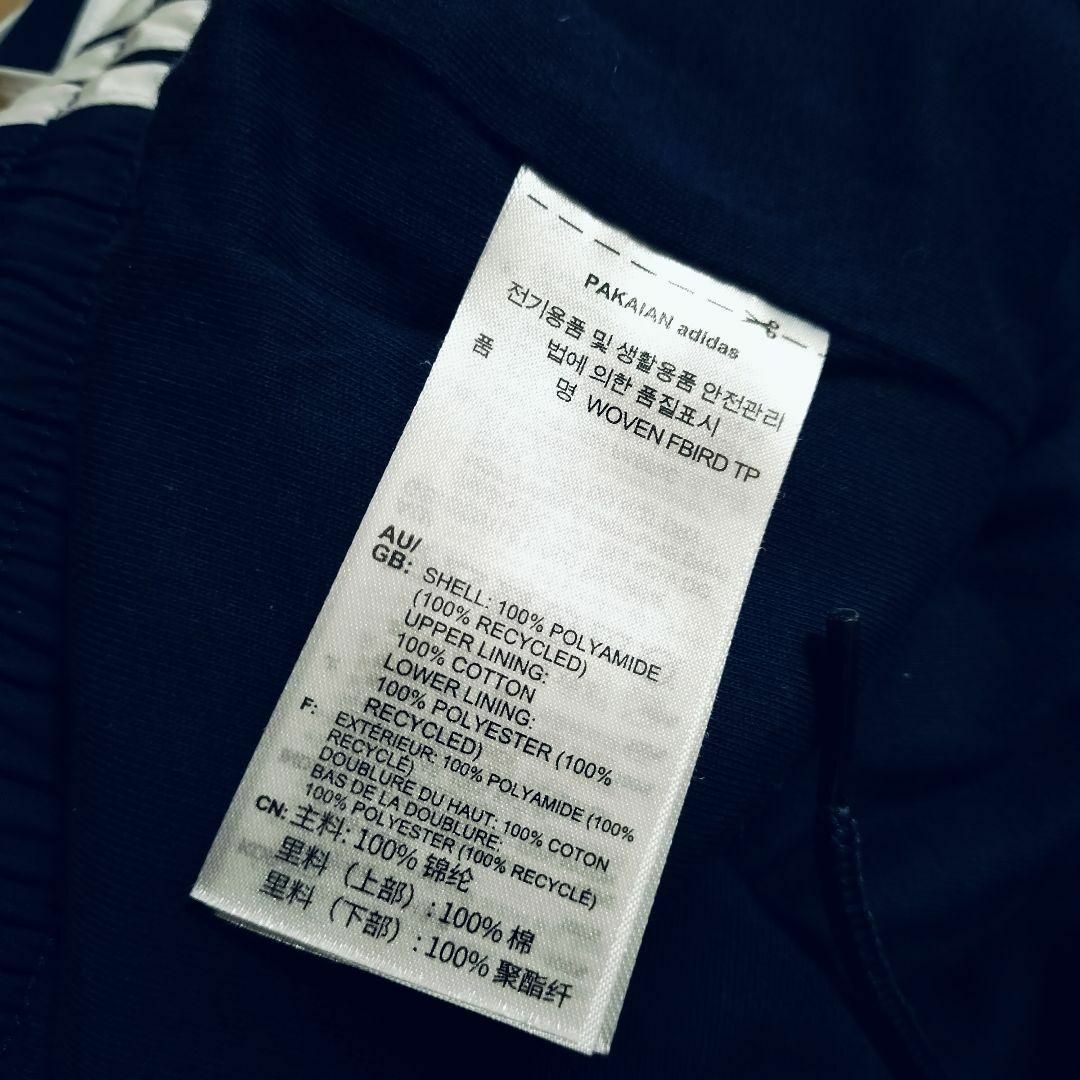 PAKAIAN adidas
전기용품 및 생활용품 안전관리
법에 의한 품질표시
품 명 WOVEN FBIRD TP
AU/
GB: SHELL: 100% POLYAMIDE
(100% RECYCLED)
UPPER LINING:
100% COTTON
LOWER LINING:
100% POLYESTER (100%
RECYCLED)
F: EXTÉRIEUR: 100% POLYAMIDE (100%
RECYCLÉ)
DOUBLURE DU HAUT: 100% COTON
BAS DE LA DOUBLURE:
100% POLYESTER (100% RECYCLÉ)
CN: 主料: 100% 锦纶
里料（上部）: 100% 棉
里料（下部）: 100% 聚酯纤